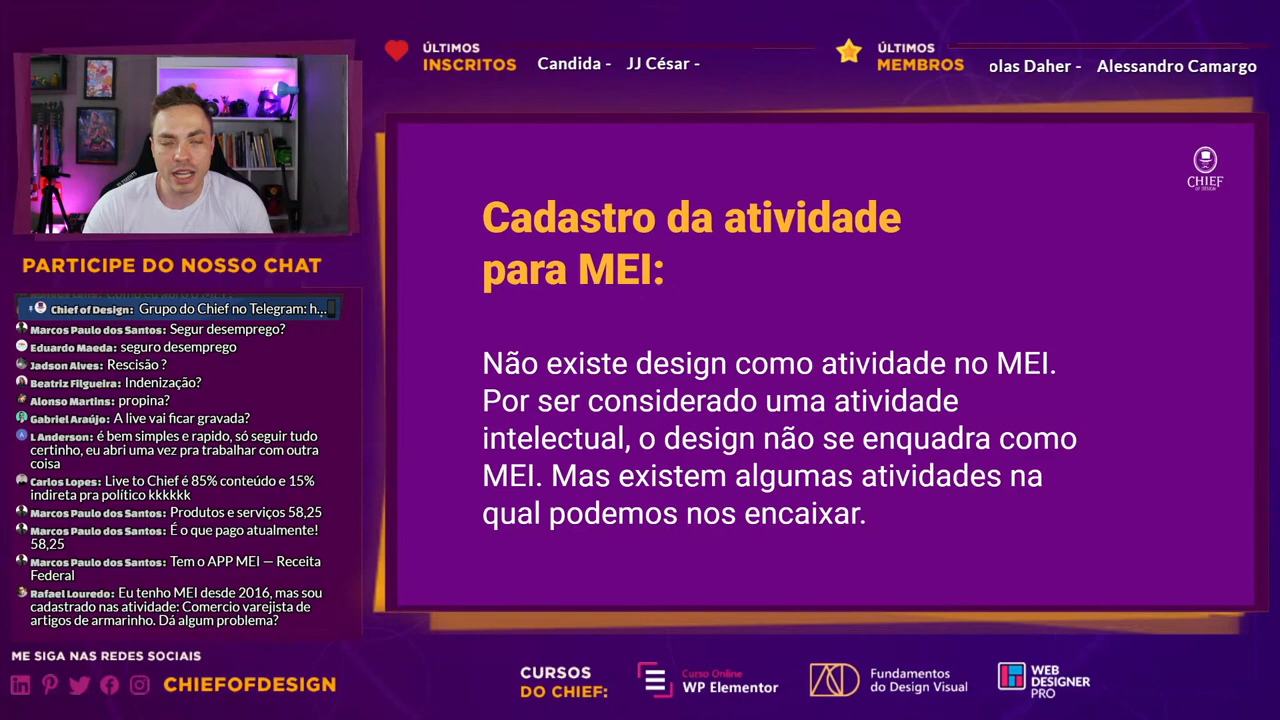 ÚLTIMOS
INSCRITOS
Candida - JJ César -
ÚLTIMOS
MEMBROS
olas Daher - Alessandro Camargo
CHIEF
OF DESIGN
Cadastro da atividade
para MEI:
Não existe design como atividade no MEI.
Por ser considerado uma atividade
intelectual, o design não se enquadra como
MEI. Mas existem algumas atividades na
qual podemos nos encaixar.
PARTICIPE DO NOSSO CHAT
Chief of Design: Grupo do Chief no Telegram: h...
Marcos Paulo dos Santos: Segur desemprego?
Eduardo Maeda: seguro desemprego
Jadson Alves: Rescisão ?
Beatriz Filgueira: Indenização?
Alonso Martins: propina?
Gabriel Araújo: A live vai ficar gravada?
L Anderson: é bem simples e rapido, só seguir tudo
certinho, eu abri uma vez pra trabalhar com outra
coisa
Carlos Lopes: Live to Chief é 85% conteúdo e 15%
indireta pra político kkkkkk
Marcos Paulo dos Santos: Produtos e serviços 58,25
Marcos Paulo dos Santos: É o que pago atualmente!
58,25
Marcos Paulo dos Santos: Tem o APP MEI — Receita
Federal
Rafael Louredo: Eu tenho MEI desde 2016, mas sou
cadastrado nas atividade: Comercio varejista de
artigos de armarinho. Dá algum problema?
ME SIGA NAS REDES SOCIAIS
CHIEFOFDESIGN
CURSOS
DO CHIEF:
Curso Online
WP Elementor
Fundamentos
do Design Visual
WEB
DESIGNER
PRO